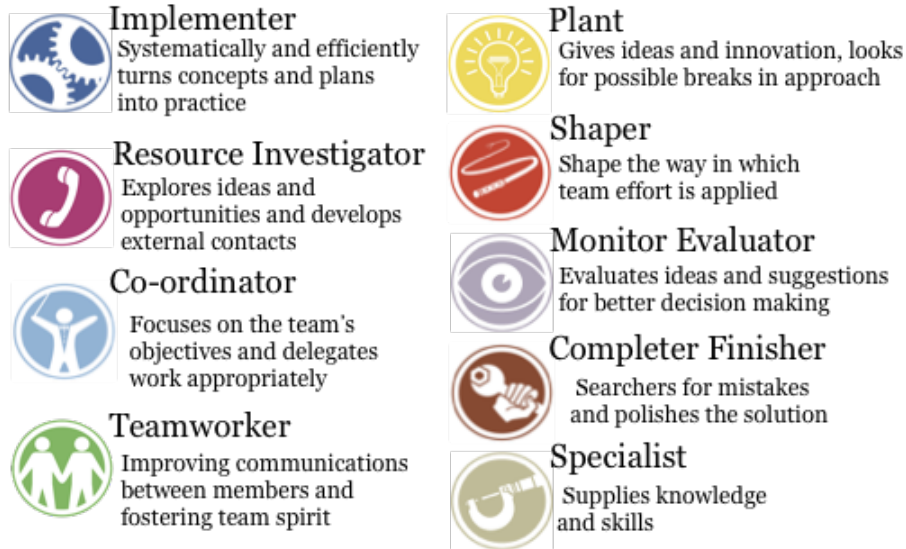 Implementer
Systematically and efficiently
turns concepts and plans
into practice
Resource Investigator
Explores ideas and
opportunities and develops
external contacts
Co-ordinator
Focuses on the team's
objectives and delegates
work appropriately
Teamworker
Improving communications
between members and
fostering team spirit
Plant
Gives ideas and innovation, looks
for possible breaks in approach
Shaper
Shape the way in which
team effort is applied
Monitor Evaluator
Evaluates ideas and suggestions
for better decision making
Completer Finisher
Searchers for mistakes
and polishes the solution
Specialist
Supplies knowledge
and skills